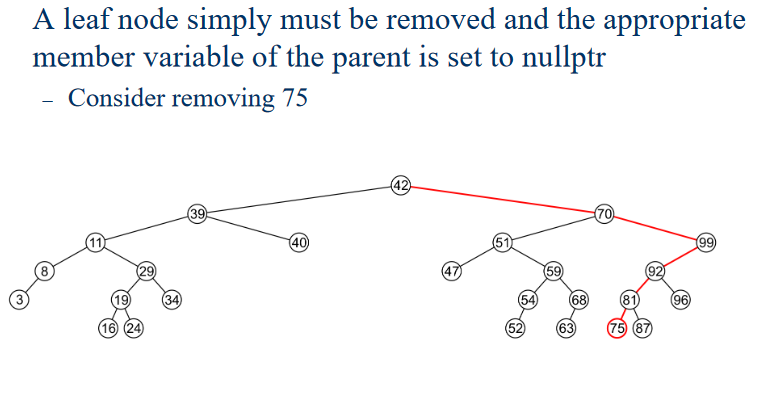 A leaf node simply must be removed and the appropriate
member variable of the parent is set to nullptr
– Consider removing 75
42
39 70
11 40 51 99
8 29 47 59 92
3 19 34 54 68 81 96
16 24 52 63 75 87